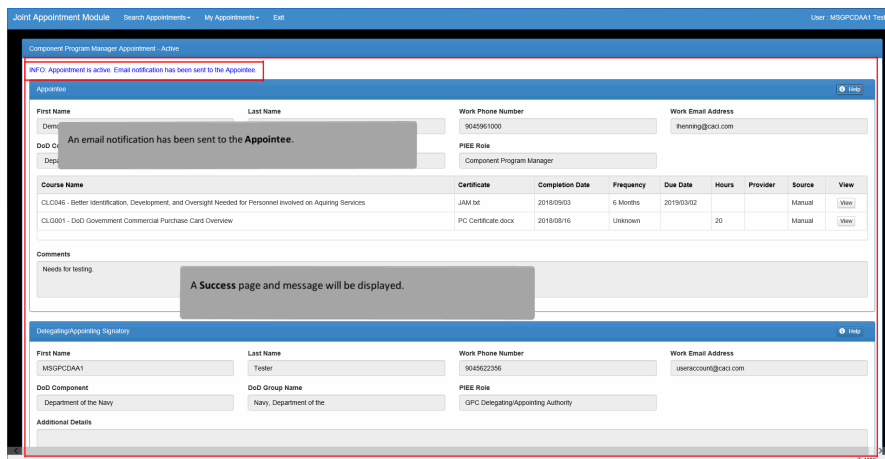 Joint Appointment Module Search Appointments My Appointments Exit User : MSGPCDAA1 Test
Component Program Manager Appointment - Active
INFO: Appointment is active. Email notification has been sent to the Appointee.
Appointee Help
First Name Last Name Work Phone Number Work Email Address
Demo 9045961000 lhenning@caci.com
An email notification has been sent to the Appointee.
DoD Co PIEE Role
Depa Component Program Manager
Course Name Certificate Completion Date Frequency Due Date Hours Provider Source View
CLC046 - Better Identification, Development, and Oversight Needed for Personnel involved on Aquiring Services JAM.txt 2018/09/03 6 Months 2019/03/02 Manual View
CLG001 - DoD Government Commercial Purchase Card Overview PC Certificate.docx 2018/08/16 Unknown 20 Manual View
Comments
Needs for testing.
A Success page and message will be displayed.
Delegating/Appointing Signatory Help
First Name Last Name Work Phone Number Work Email Address
MSGPCDAA1 Tester 9045622356 useraccount@caci.com
DoD Component DoD Group Name PIEE Role
Department of the Navy Navy, Department of the GPC Delegating/Appointing Authority
Additional Details